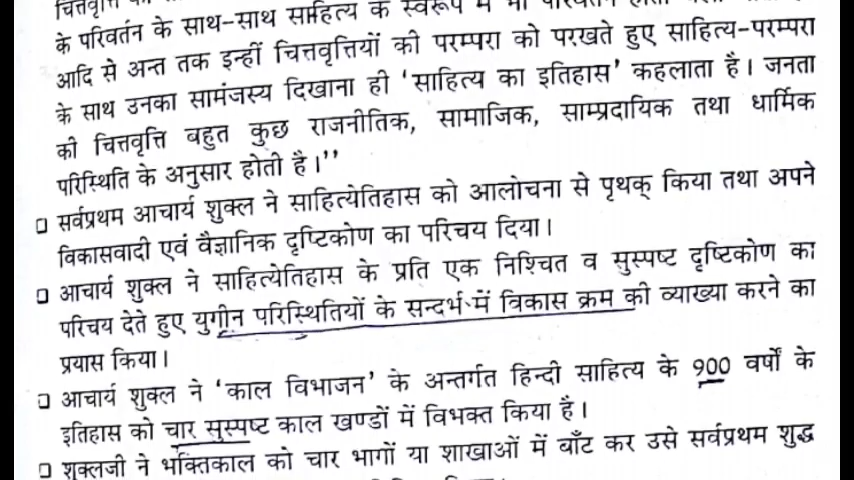 के परिवर्तन के साथ-साथ साहित्य के स्वरूप में भी
आदि से अन्त तक इन्हीं चित्तवृत्तियों की परम्परा को परखते हुए साहित्य-परम्परा
के साथ उनका सामंजस्य दिखाना ही ‘साहित्य का इतिहास’ कहलाता है। जनता
की चित्तवृत्ति बहुत कुछ राजनीतिक, सामाजिक, साम्प्रदायिक तथा धार्मिक
परिस्थिति के अनुसार होती है।’’
❑ सर्वप्रथम आचार्य शुक्ल ने साहित्येतिहास को आलोचना से पृथक् किया तथा अपने
विकासवादी एवं वैज्ञानिक दृष्टिकोण का परिचय दिया।
❑ आचार्य शुक्ल ने साहित्येतिहास के प्रति एक निश्चित व सुस्पष्ट दृष्टिकोण का
परिचय देते हुए युगीन परिस्थितियों के सन्दर्भ में विकास क्रम की व्याख्या करने का
प्रयास किया।
❑ आचार्य शुक्ल ने ‘काल विभाजन’ के अन्तर्गत हिन्दी साहित्य के 900 वर्षों के
इतिहास को चार सुस्पष्ट काल खण्डों में विभक्त किया है।
❑ शुक्लजी ने भक्तिकाल को चार भागों या शाखाओं में बाँट कर उसे सर्वप्रथम शुद्ध